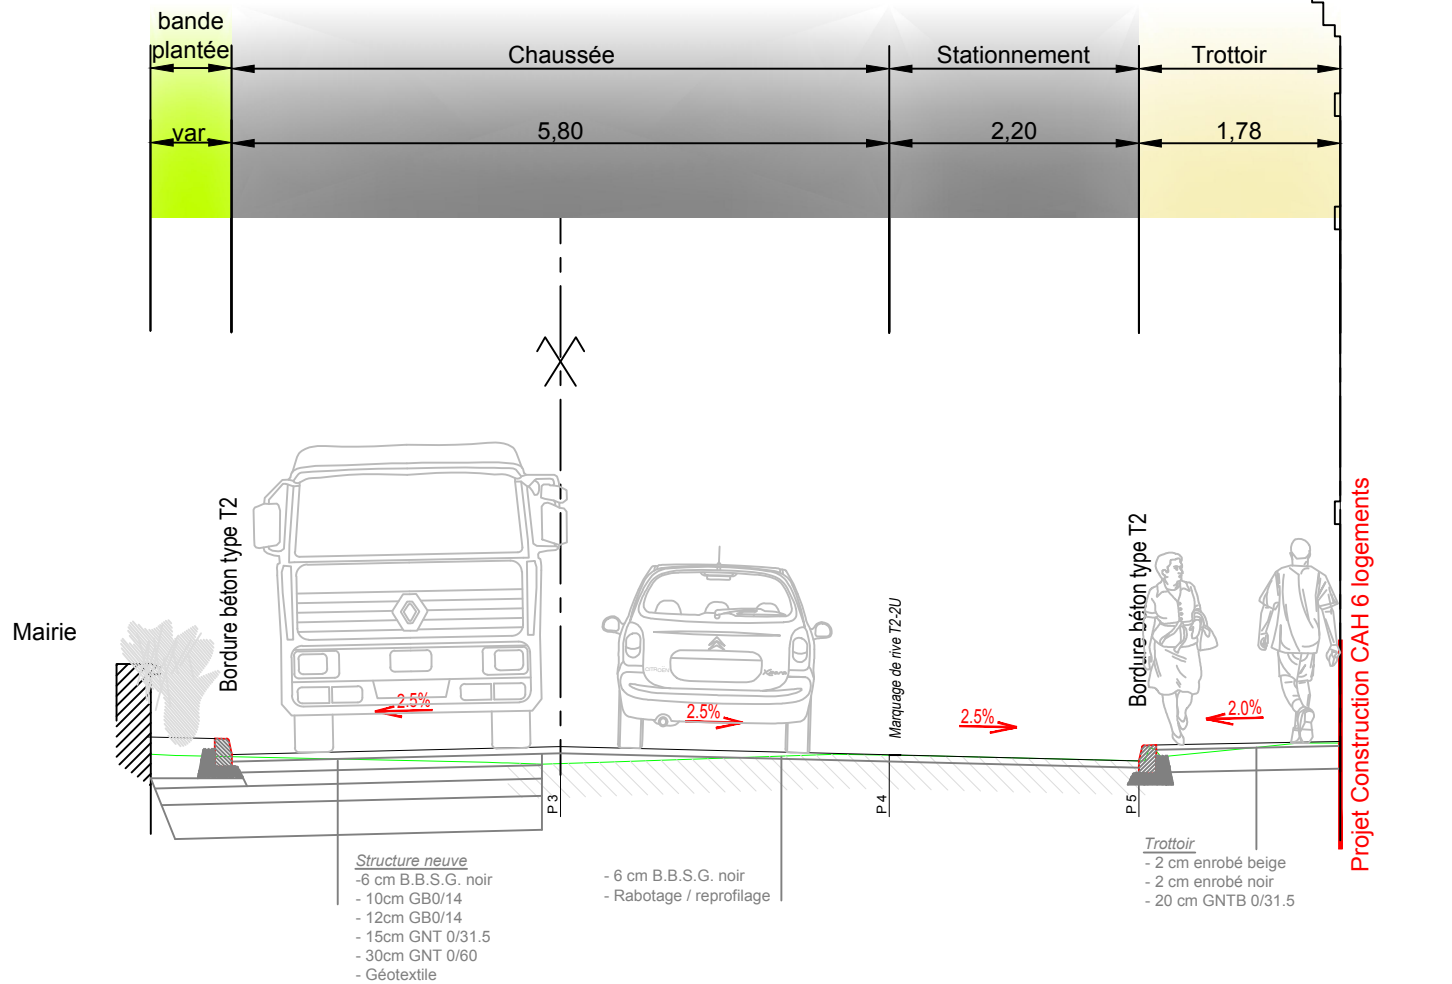 bande
plantée
Chaussée
Stationnement
Trottoir
var
5,80
2,20
1,78
Bordure béton type T2
Bordure béton type T2
Projet Construction CAH 6 logements
Marquage de rive T2-2U
Mairie
CITROËN
Xsara
2.5%
2.5%
2.5%
2.0%
P 3
P 4
P 5
Structure neuve
-6 cm B.B.S.G. noir
- 10cm GB0/14
- 12cm GB0/14
- 15cm GNT 0/31.5
- 30cm GNT 0/60
- Géotextile
- 6 cm B.B.S.G. noir
- Rabotage / reprofilage
Trottoir
- 2 cm enrobé beige
- 2 cm enrobé noir
- 20 cm GNTB 0/31.5